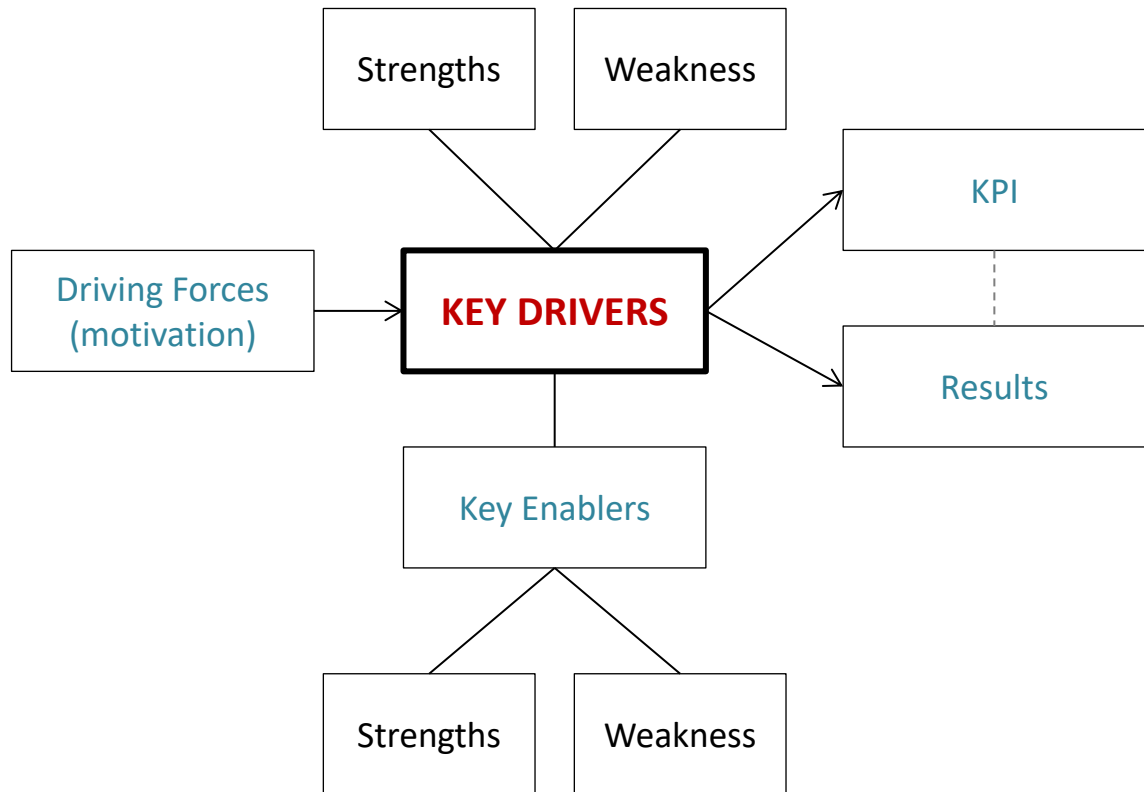 Strengths
Weakness
KPI
Driving Forces
(motivation)
KEY DRIVERS
Results
Key Enablers
Strengths
Weakness